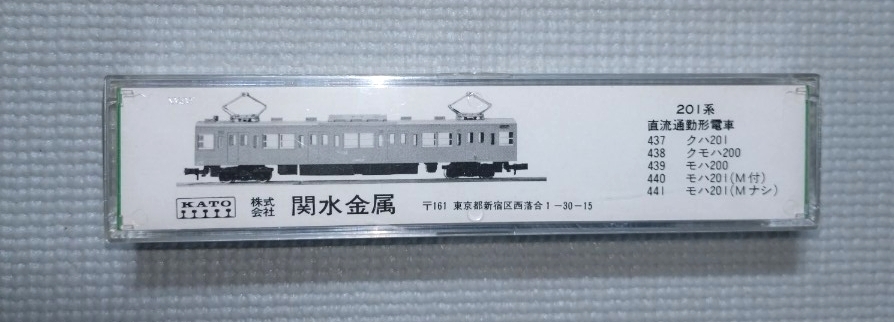 201系
直流通勤形電車
437 クハ201
438 クモハ200
439 モハ200
440 モハ201(M付)
441 モハ201(Mナシ)
KATO 株式会社 関水金属 〒161 東京都新宿区西落合1-30-15